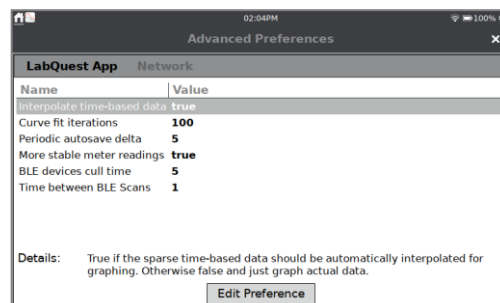 02:04PM 100%
Advanced Preferences x
LabQuest App Network
Name Value
Interpolate time-based data true
Curve fit iterations 100
Periodic autosave delta 5
More stable meter readings true
BLE devices cull time 5
Time between BLE Scans 1
Details: True if the sparse time-based data should be automatically interpolated for
graphing. Otherwise false and just graph actual data.
Edit Preference